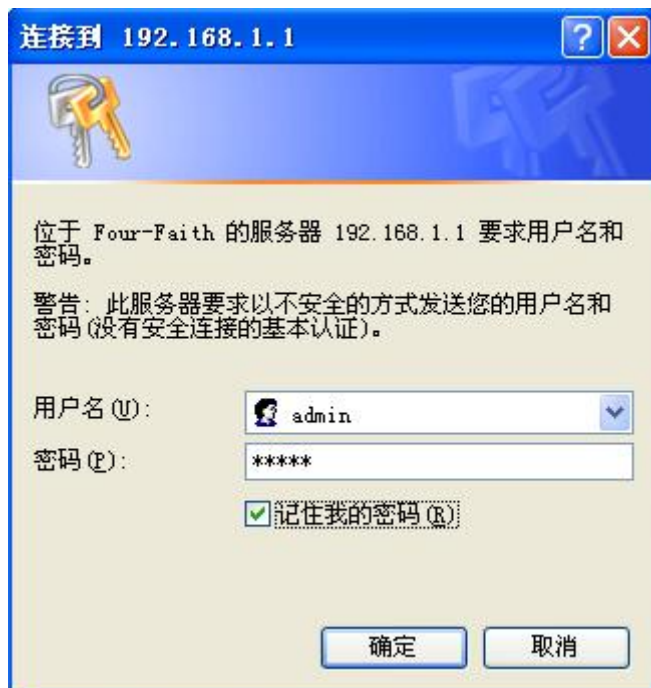 连接到 192.168.1.1
位于 Four-Faith 的服务器 192.168.1.1 要求用户名和
密码。
警告: 此服务器要求以不安全的方式发送您的用户名和
密码(没有安全连接的基本认证)。
用户名(U):
admin
密码(P):
*****
记住我的密码(R)
确定
取消